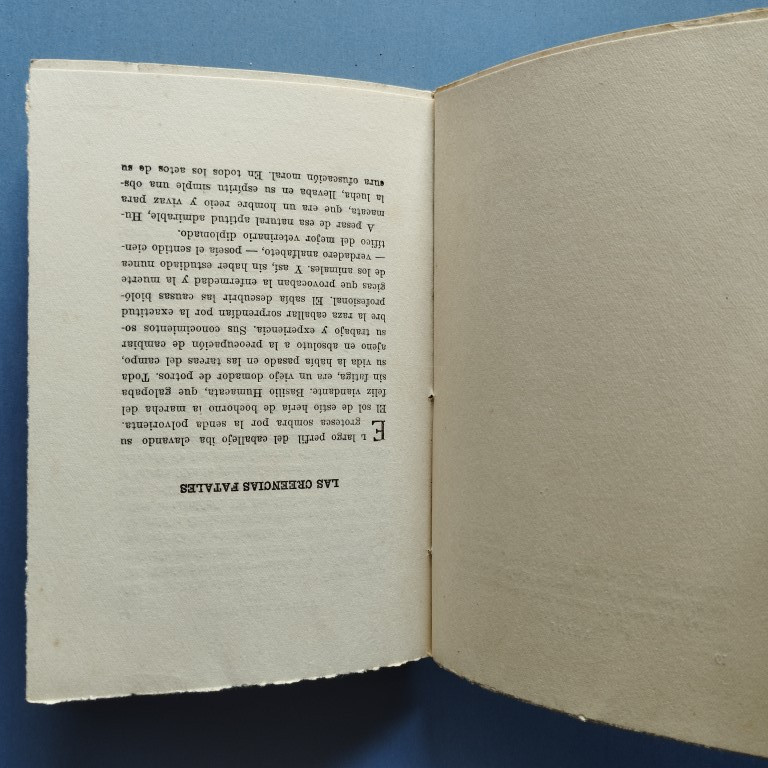 LAS CREENCIAS FATALES
EL largo perfil del caballejo iba clavando su
grotesca sombra por la senda polvorienta.
El sol de estío hería de bochorno la marcha del
feliz viandante. Basilio Humacata, que galopaba
sin fatiga, era un viejo domador de potros. Toda
su vida la había pasado en las tareas del campo,
ajeno en absoluto a la preocupación de cambiar
su trabajo y experiencia. Sus conocimientos so-
bre la raza caballar sorprendían por la exactitud
profesional. El sabía descubrir las causas bioló-
gicas que provocaban la enfermedad y la muerte
de los animales. Y así, sin haber estudiado nunca
— verdadero analfabeto, — poseía el sentido cien-
tífico del mejor veterinario diplomado.
A pesar de esa natural aptitud admirable, Hu-
macata, que era un hombre recio y vivaz para
la lucha, llevaba en su espíritu simple una obs-
cura ofuscación moral. En todos los actos de su